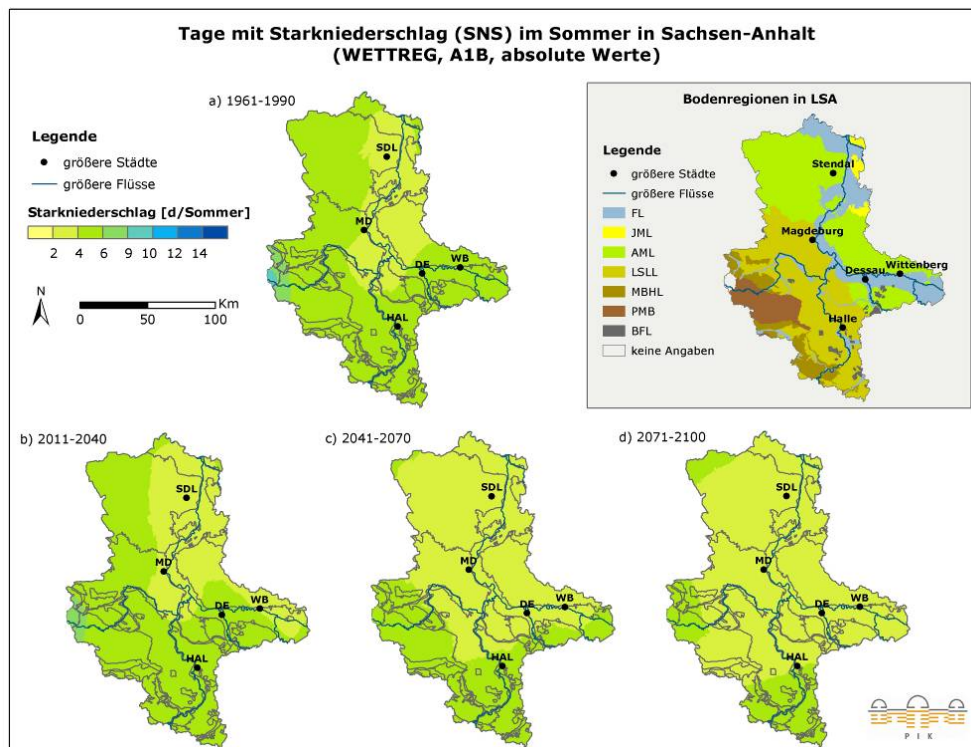 Tage mit Starkniederschlag (SNS) im Sommer in Sachsen-Anhalt
(WETTREG, A1B, absolute Werte)
a) 1961-1990
Legende
größere Städte
größere Flüsse
Starkniederschlag [d/Sommer]
2 4 6 8 10 12 14
N
Km
0 50 100
SDL
MD
DE
WB
HAL
Bodenregionen in LSA
Legende
größere Städte
größere Flüsse
FL
JML
AML
LSLL
MBHL
PMB
BFL
keine Angaben
Stendal
Magdeburg
Wittenberg
Dessau
Halle
b) 2011-2040
SDL
MD
DE
WB
HAL
c) 2041-2070
SDL
MD
DE
WB
HAL
d) 2071-2100
SDL
MD
DE
WB
HAL
P I K